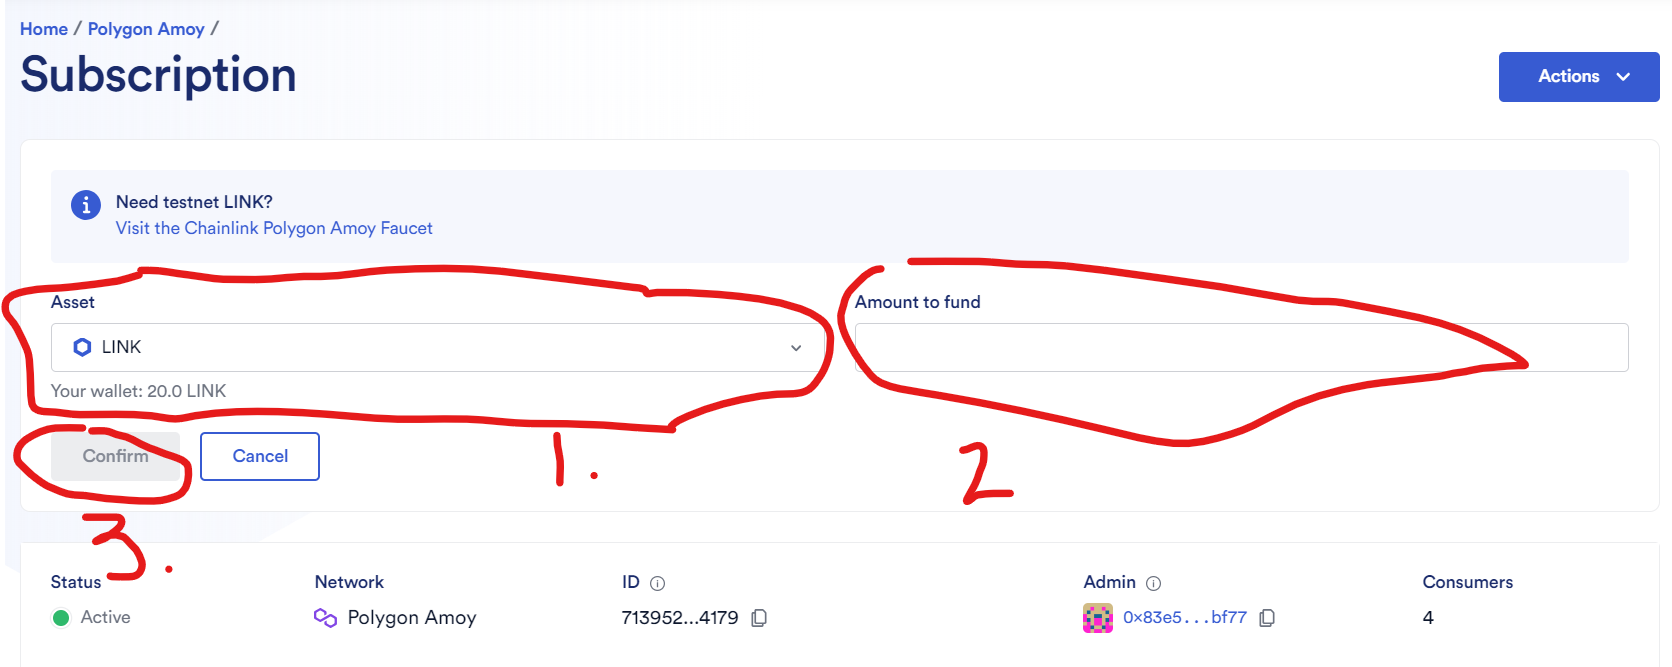 Home / Polygon Amoy /
Subscription
Actions
Need testnet LINK?
Visit the Chainlink Polygon Amoy Faucet
Asset
Amount to fund
LINK
Your wallet: 20.0 LINK
Confirm
Cancel
1.
2
3.
Status
Network
ID
Admin
Consumers
Active
Polygon Amoy
713952...4179
0x83e5...bf77
4